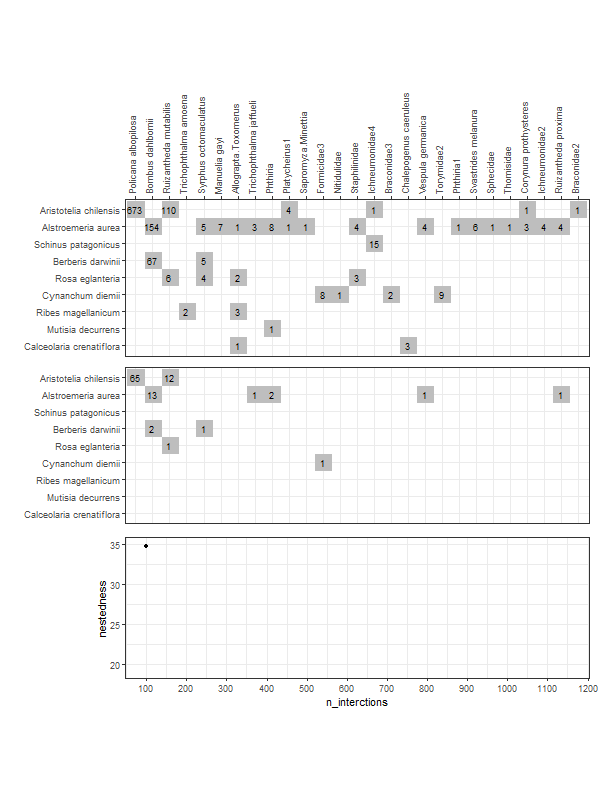 Policana albopilosa
Bombus dahlbomii
Ruizantheda mutabilis
Trichophthalma amoena
Syrphus octomaculatus
Manuelia gayi
Allograpta.Toxomerus
Trichophthalma jaffueli
Phthiria
Platycheirus1
Sapromyza.Minettia
Formicidae3
Nitidulidae
Staphilinidae
Ichneumonidae4
Braconidae3
Chalepogenus caeruleus
Vespula germanica
Torymidae2
Phthiria1
Svastrides melanura
Sphecidae
Thomisidae
Corynura prothysteres
Ichneumonidae2
Ruizantheda proxima
Braconidae2
Aristotelia chilensis 673 110 4 1 1 1
Alstroemeria aurea 154 5 7 1 3 8 1 1 4 4 1 6 1 1 3 4 4
Schinus patagonicus 15
Berberis darwinii 67 5
Rosa eglanteria 6 4 2 3
Cynanchum diemii 8 1 2 9
Ribes magellanicum 2 3
Mutisia decurrens 1
Calceolaria crenatiflora 1 3
Aristotelia chilensis 65 12
Alstroemeria aurea 13 1 2 1 1
Schinus patagonicus
Berberis darwinii 2 1
Rosa eglanteria 1
Cynanchum diemii 1
Ribes magellanicum
Mutisia decurrens
Calceolaria crenatiflora
nestedness
35
30
25
20
100 200 300 400 500 600 700 800 900 1000 1100 1200
n_interctions